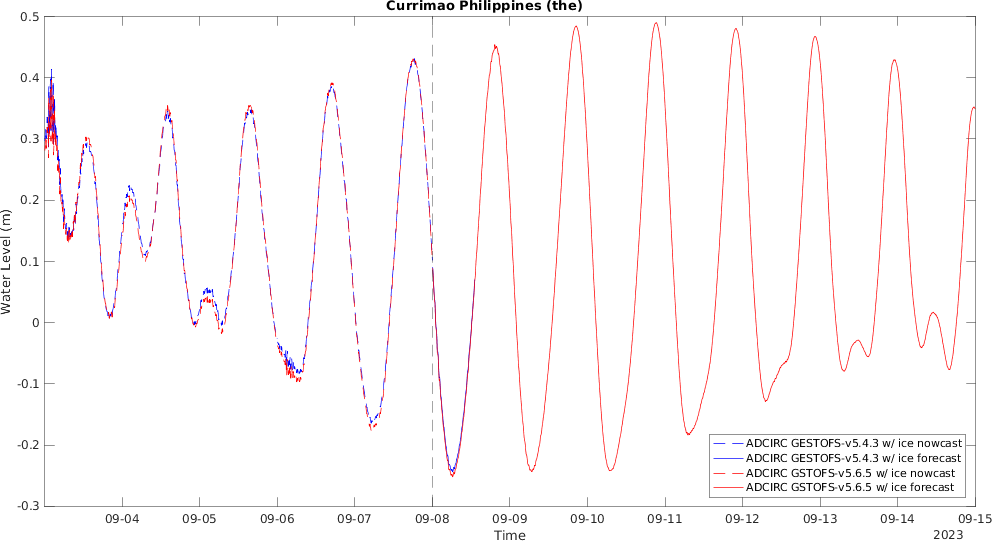 Currimao Philippines (the)
0.5
0.4
0.3
0.2
0.1
0
-0.1
-0.2
-0.3
Water Level (m)
ADCIRC GESTOFS-v5.4.3 w/ ice nowcast
ADCIRC GESTOFS-v5.4.3 w/ ice forecast
ADCIRC GSTOFS-v5.6.5 w/ ice nowcast
ADCIRC GSTOFS-v5.6.5 w/ ice forecast
09-04 09-05 09-06 09-07 09-08 09-09 09-10 09-11 09-12 09-13 09-14 09-15
Time
2023